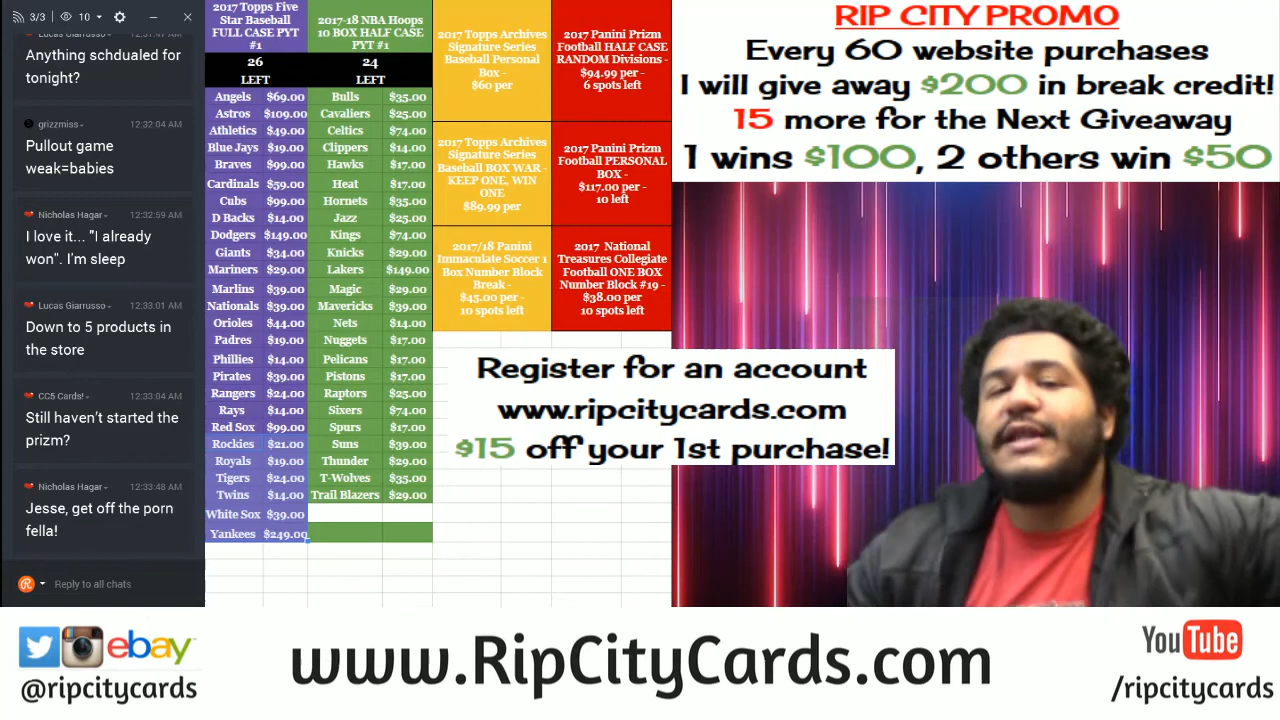 3/3 10
Lucas Giarrusso 12:31:47 AM
Anything schdualed for
tonight?
grizzmiss 12:32:04 AM
Pullout game
weak=babies
Nicholas Hagar 12:32:59 AM
I love it... "I already
won". I'm sleep
Lucas Giarrusso 12:33:01 AM
Down to 5 products in
the store
CC5 Cards! 12:33:04 AM
Still haven't started the
prizm?
Nicholas Hagar 12:33:48 AM
Jesse, get off the porn
fella!
Reply to all chats
2017 Topps Five
Star Baseball
FULL CASE PYT
#1
26
LEFT
Angels $69.00
Astros $109.00
Athletics $49.00
Blue Jays $19.00
Braves $99.00
Cardinals $59.00
Cubs $99.00
D Backs $14.00
Dodgers $149.00
Giants $34.00
Mariners $29.00
Marlins $39.00
Nationals $39.00
Orioles $44.00
Padres $19.00
Phillies $14.00
Pirates $39.00
Rangers $24.00
Rays $14.00
Red Sox $99.00
Rockies $21.00
Royals $19.00
Tigers $24.00
Twins $14.00
White Sox $39.00
Yankees $249.00
2017-18 NBA Hoops
10 BOX HALF CASE
PYT #1
24
LEFT
Bulls $35.00
Cavaliers $25.00
Celtics $74.00
Clippers $14.00
Hawks $17.00
Heat $17.00
Hornets $35.00
Jazz $25.00
Kings $74.00
Knicks $29.00
Lakers $149.00
Magic $29.00
Mavericks $39.00
Nets $14.00
Nuggets $17.00
Pelicans $17.00
Pistons $17.00
Raptors $25.00
Sixers $74.00
Spurs $17.00
Suns $39.00
Thunder $29.00
T-Wolves $35.00
Trail Blazers $29.00
2017 Topps Archives
Signature Series
Baseball Personal
Box -
$60 per
2017 Topps Archives
Signature Series
Baseball BOX WAR -
KEEP ONE, WIN
ONE
$89.99 per
2017/18 Panini
Immaculate Soccer 1
Box Number Block
Break -
$45.00 per -
10 spots left
2017 Panini Prizm
Football HALF CASE
RANDOM Divisions -
$94.99 per -
6 spots left
2017 Panini Prizm
Football PERSONAL
BOX -
$117.00 per -
10 left
2017 National
Treasures Collegiate
Football ONE BOX
Number Block #19 -
$38.00 per
10 spots left
RIP CITY PROMO
Every 60 website purchases
I will give away $200 in break credit!
15 more for the Next Giveaway
1 wins $100, 2 others win $50
Register for an account
www.ripcitycards.com
$15 off your 1st purchase!
ebay
@ripcitycards
www.RipCityCards.com
YouTube
/ripcitycards